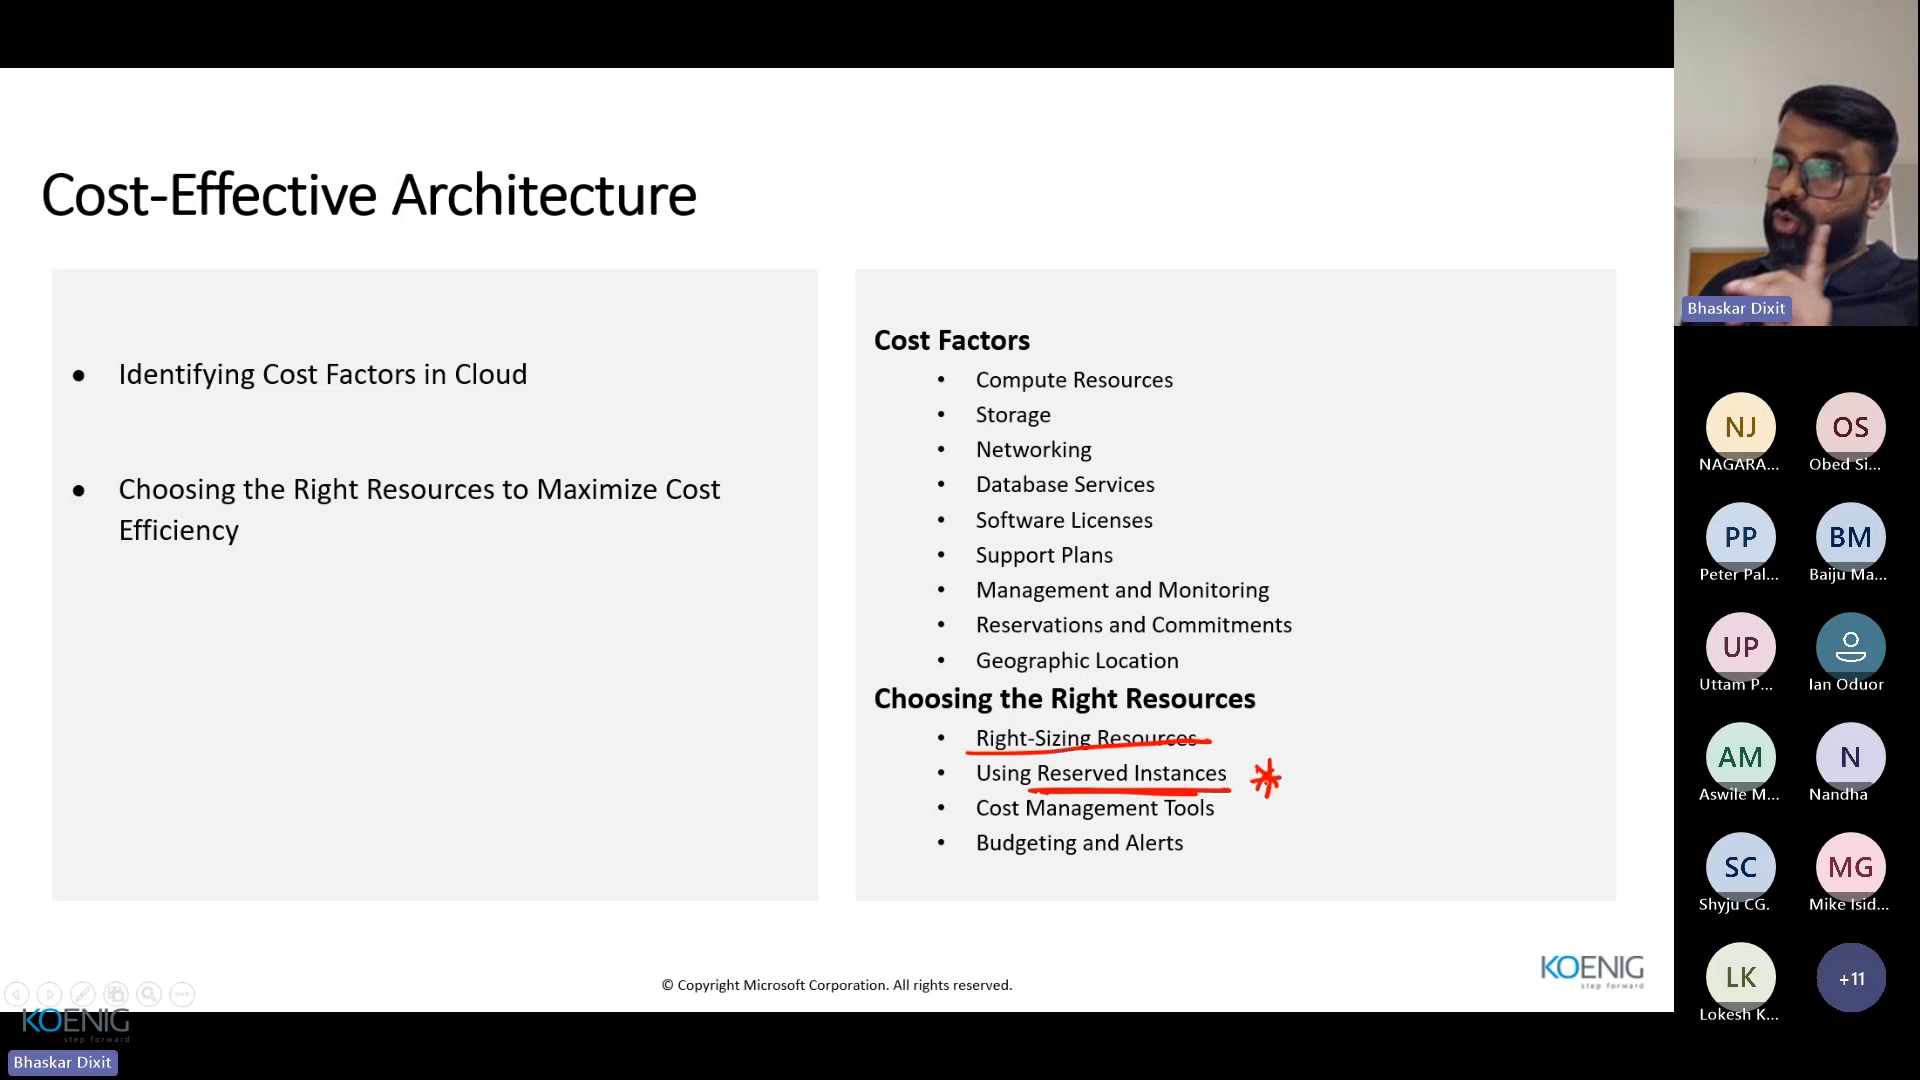 Cost-Effective Architecture
• Identifying Cost Factors in Cloud
• Choosing the Right Resources to Maximize Cost
Efficiency
Cost Factors
• Compute Resources
• Storage
• Networking
• Database Services
• Software Licenses
• Support Plans
• Management and Monitoring
• Reservations and Commitments
• Geographic Location
Choosing the Right Resources
• Right-Sizing Resources
• Using Reserved Instances
• Cost Management Tools
• Budgeting and Alerts
© Copyright Microsoft Corporation. All rights reserved.
KOENIG
step forward
KOENIG
step forward
Bhaskar Dixit
Bhaskar Dixit
NJ
NAGARA...
OS
Obed Si...
PP
Peter Pal...
BM
Baiju Ma...
UP
Uttam P...
Ian Oduor
AM
Aswile M...
N
Nandha
SC
Shyju CG.
MG
Mike Isid...
LK
Lokesh K...
+11